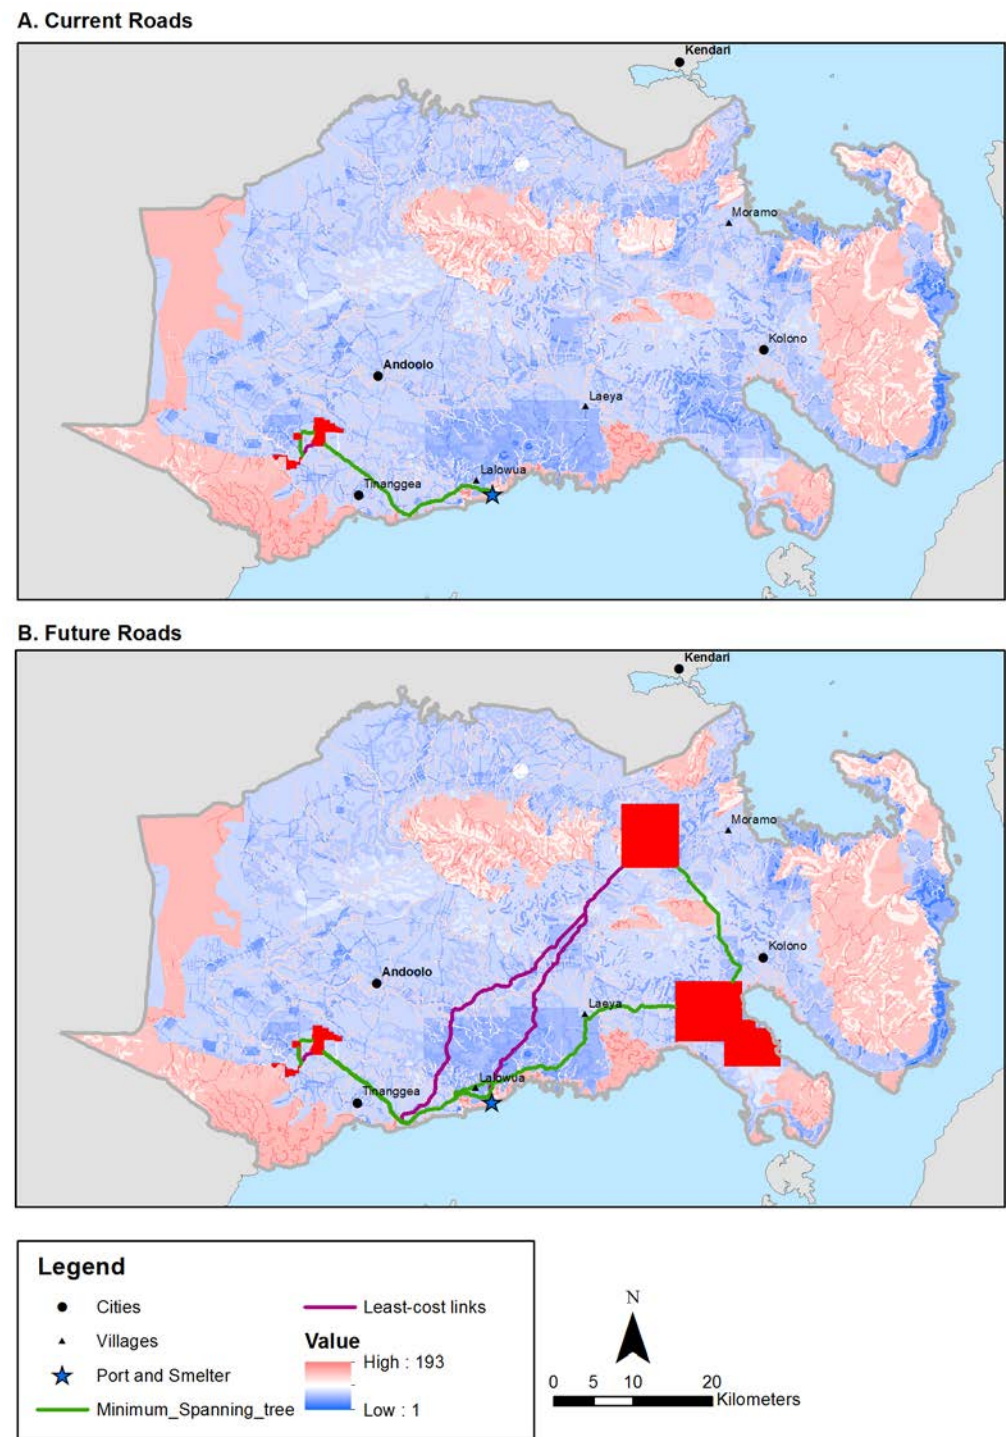 A. Current Roads
Kendari
Moramo
Kolono
Andoolo
Laeya
Lalowua
Tinanggea
B. Future Roads
Kendari
Moramo
Kolono
Andoolo
Laeya
Lalowua
Tinanggea
Legend
Cities
Villages
Port and Smelter
Minimum_Spanning_tree
Least-cost links
Value
High : 193
Low : 1
N
0 5 10 20
Kilometers